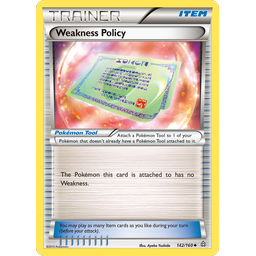 TRAINER
ITEM
Weakness Policy
Pokémon Tool
Attach a Pokémon Tool to 1 of your
Pokémon that doesn't already have a Pokémon Tool attached to it.
The Pokémon this card is attached to has no
Weakness.
You may play as many Item cards as you like during your turn
(before your attack).
Illus. Ayaka Yoshida
142/160